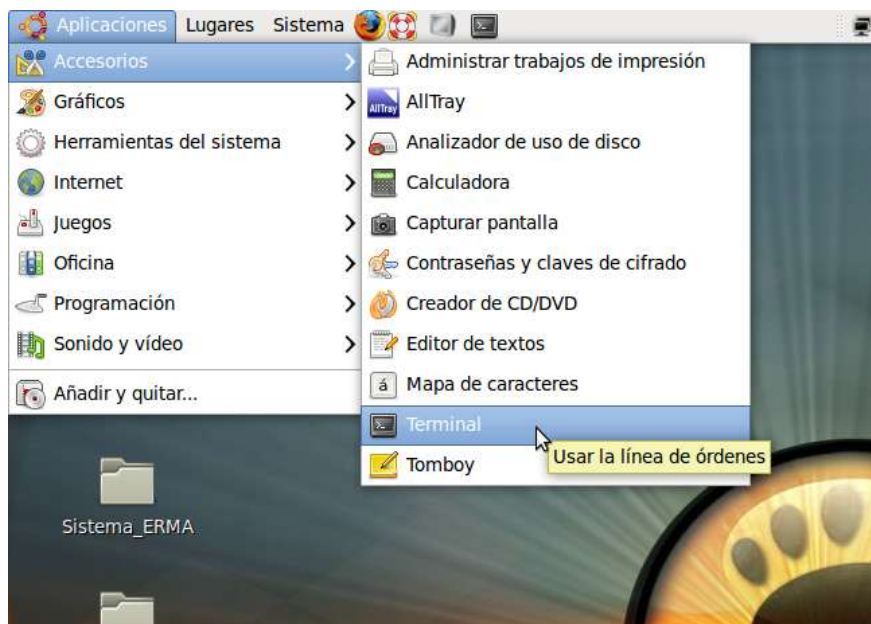 Aplicaciones Lugares Sistema
Accesorios
Gráficos
Herramientas del sistema
Internet
Juegos
Oficina
Programación
Sonido y vídeo
Añadir y quitar...
Administrar trabajos de impresión
AllTray AllTray
Analizador de uso de disco
Calculadora
Capturar pantalla
Contraseñas y claves de cifrado
Creador de CD/DVD
Editor de textos
á Mapa de caracteres
Terminal
Usar la línea de órdenes
Tomboy
Sistema_ERMA